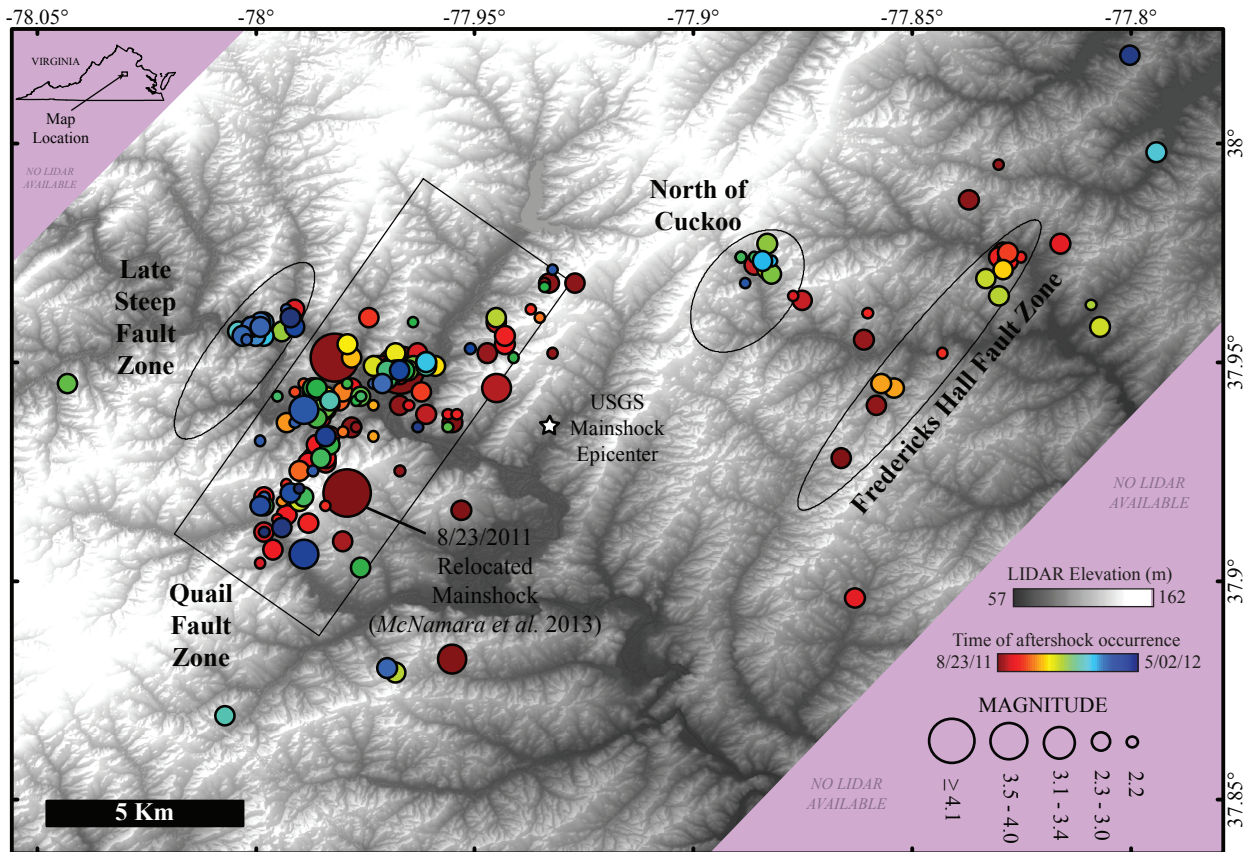 -78.05°
-78°
-77.95°
-77.9°
-77.85°
-77.8°
VIRGINIA
Map
Location
NO LIDAR
AVAILABLE
38°
North of
Cuckoo
Late
Steep
Fault
Zone
37.95°
USGS
Mainshock
Epicenter
Fredericks Hall Fault Zone
NO LIDAR
AVAILABLE
8/23/2011
Relocated
Mainshock
(McNamara et al. 2013)
Quail
Fault
Zone
37.9°
LIDAR Elevation (m)
57
162
Time of aftershock occurrence
8/23/11
5/02/12
MAGNITUDE
≥ 4.1
3.5 - 4.0
3.1 - 3.4
2.3 - 3.0
2.2
NO LIDAR
AVAILABLE
37.85°
5 Km